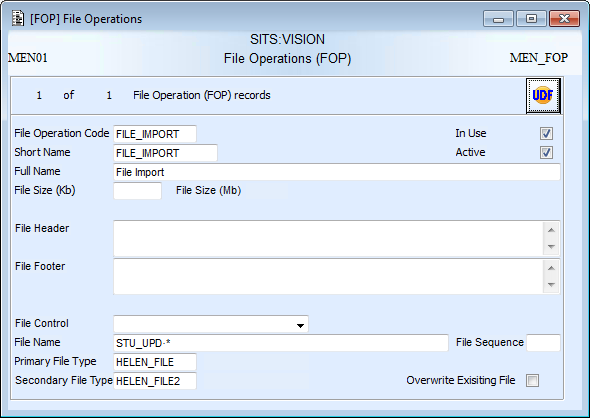 [FOP] File Operations
SITS:VISION
MEN01 File Operations (FOP) MEN_FOP
1 of 1 File Operation (FOP) records UDF
File Operation Code FILE_IMPORT In Use
Short Name FILE_IMPORT Active
Full Name File Import
File Size (Kb) File Size (Mb)
File Header
File Footer
File Control
File Name STU_UPD-* File Sequence
Primary File Type HELEN_FILE
Secondary File Type HELEN_FILE2 Overwrite Exisiting File